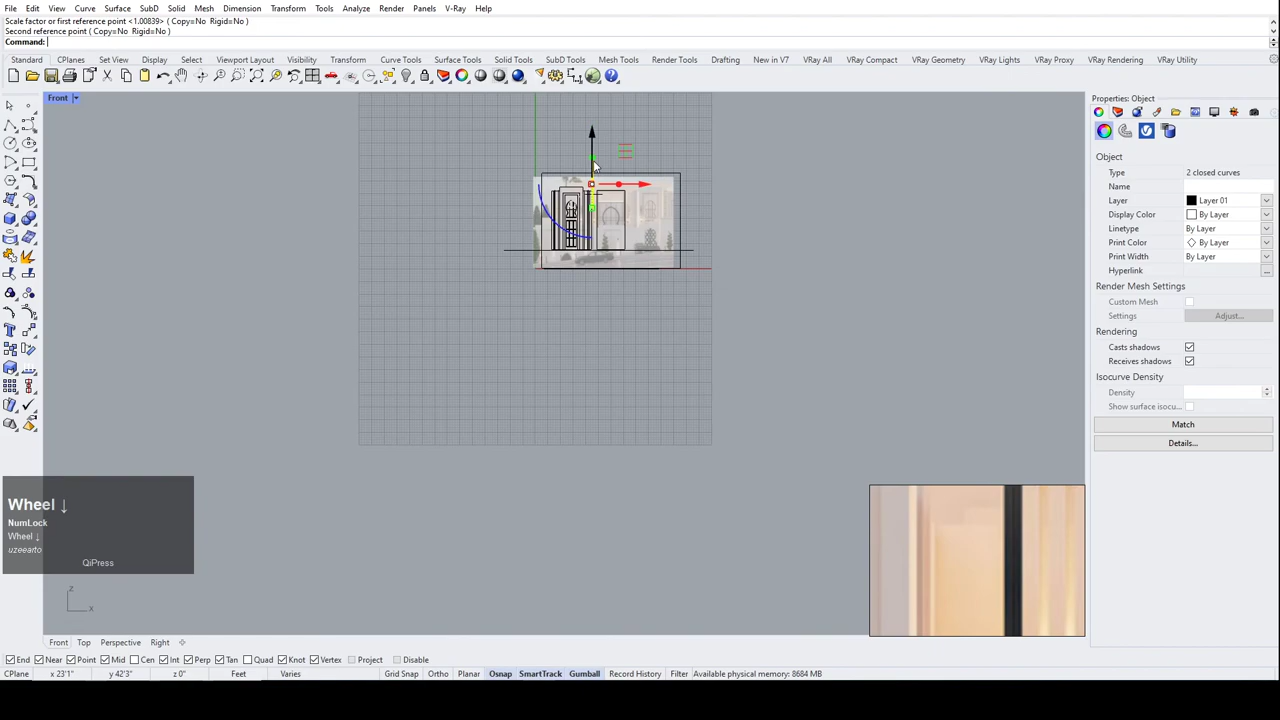 File Edit View Curve Surface SubD Solid Mesh Dimension Transform Tools Analyze Render Panels V-Ray Help
Scale factor or first reference point <1.00839> ( Copy=No Rigid=No )
Second reference point ( Copy=No Rigid=No )
Command:
Standard CPlanes Set View Display Select Viewport Layout Visibility Transform Curve Tools Surface Tools Solid Tools SubD Tools Mesh Tools Render Tools Drafting New in V7 VRay All VRay Compact VRay Geometry VRay Proxy VRay Lights VRay Rendering VRay Utility
Front
Properties: Object
Object
Type 2 closed curves
Name
Layer Layer 01
Display Color By Layer
Linetype By Layer
Print Color By Layer
Print Width By Layer
Hyperlink ...
Render Mesh Settings
Custom Mesh
Settings Adjust...
Rendering
Casts shadows
Receives shadows
Isocurve Density
Density
Show surface isocu...
Match
Details...
Wheel ↓
NumLock
Wheel ↓
uzeearto
QiPress
z
x
Front Top Perspective Right
End Near Point Mid Cen Int Perp Tan Quad Knot Vertex Project Disable
CPlane x 23'1" y 42'3" z 0" Feet Varies Grid Snap Ortho Planar Osnap SmartTrack Gumball Record History Filter Available physical memory: 8684 MB